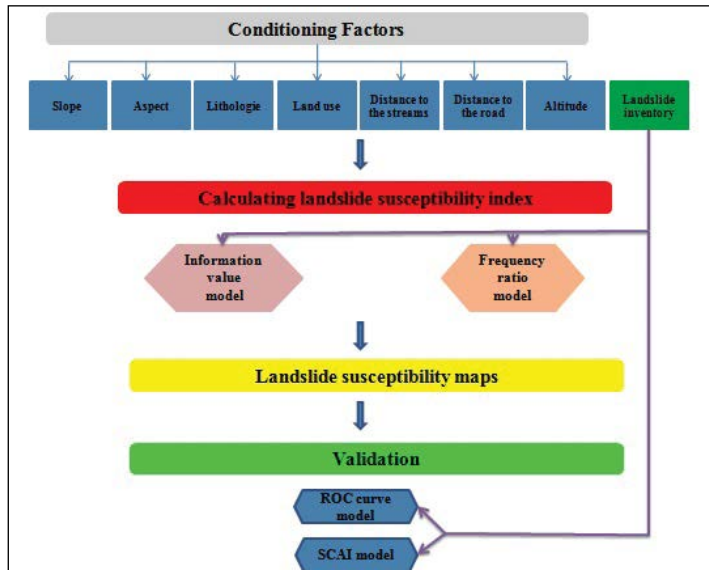 Conditioning Factors
Slope
Aspect
Lithologie
Land use
Distance to
the streams
Distance to
the road
Altitude
Landslide
inventory
Calculating landslide susceptibility index
Information
value
model
Frequency
ratio
model
Landslide susceptibility maps
Validation
ROC curve
model
SCAI model